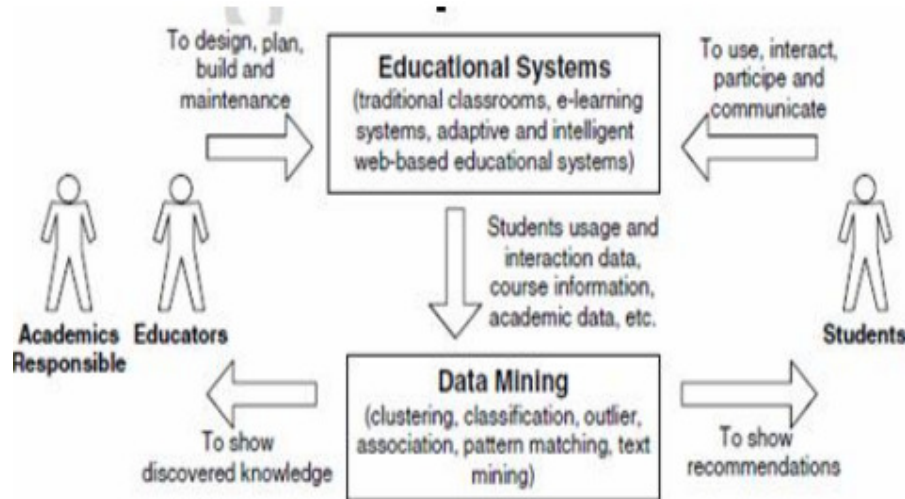 To design, plan,
build and
maintenance
Educational Systems
(traditional classrooms, e-learning
systems, adaptive and intelligent
web-based educational systems)
To use, interact,
participe and
communicate
Students usage and
interaction data,
course information,
academic data, etc.
Academics
Responsible
Educators
Students
Data Mining
(clustering, classification, outlier,
association, pattern matching, text
mining)
To show
discovered knowledge
To show
recommendations